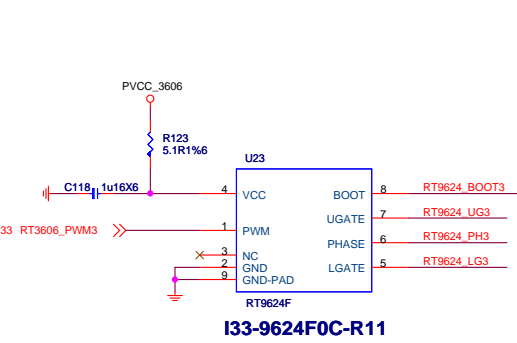 PVCC_3606
R123
5.1R1%6
U23
C118 1u16X6
4 VCC BOOT 8 RT9624_BOOT3
UGATE 7 RT9624_UG3
33 RT3606_PWM3 1 PWM
PHASE 6 RT9624_PH3
3 NC
2 GND LGATE 5 RT9624_LG3
9 GND-PAD
RT9624F
I33-9624F0C-R11